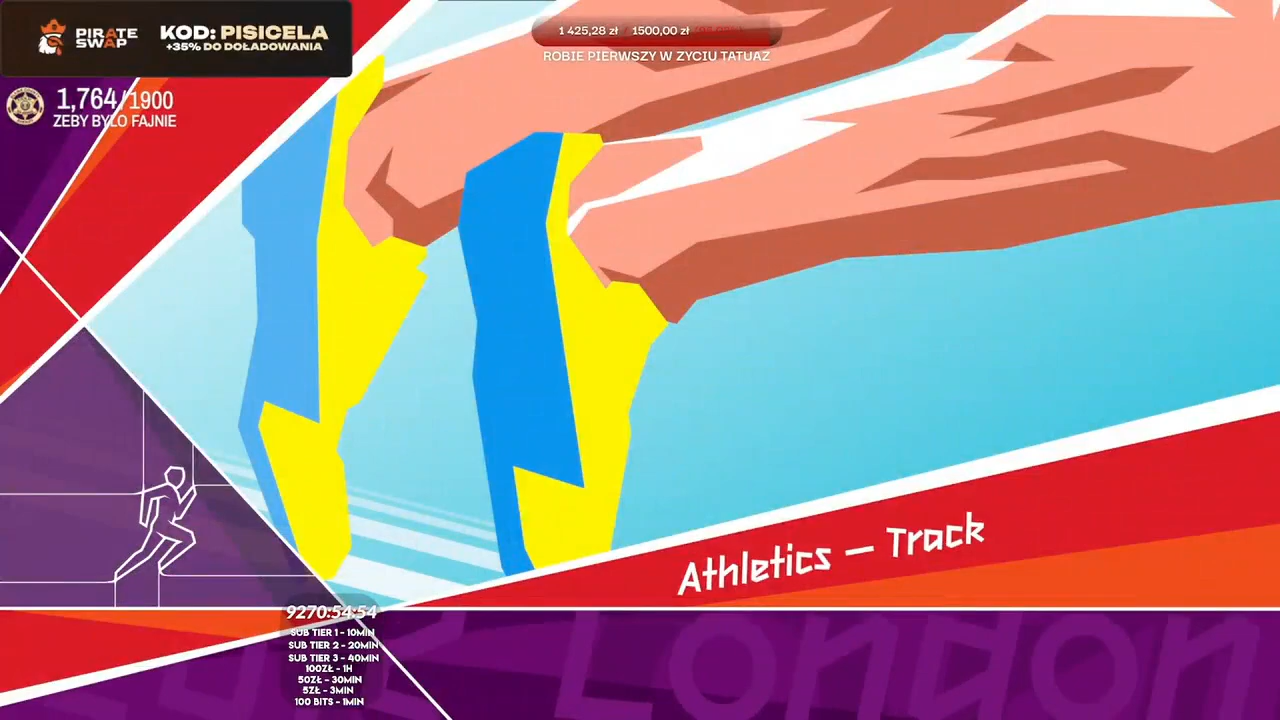 PIRATE
SWAP
KOD: PISICELA
+35% DO DOŁADOWANIA
1 425,28 zł / 1500,00 zł
ROBIE PIERWSZY W ZYCIU TATUAZ
1,764/1900
ZEBY BYLO FAJNIE
Athletics – Track
9270:54:54
SUB TIER 1 - 10MIN
SUB TIER 2 - 20MIN
SUB TIER 3 - 40MIN
100ZŁ - 1H
50ZŁ - 30MIN
5ZŁ - 3MIN
100 BITS - 1MIN
London